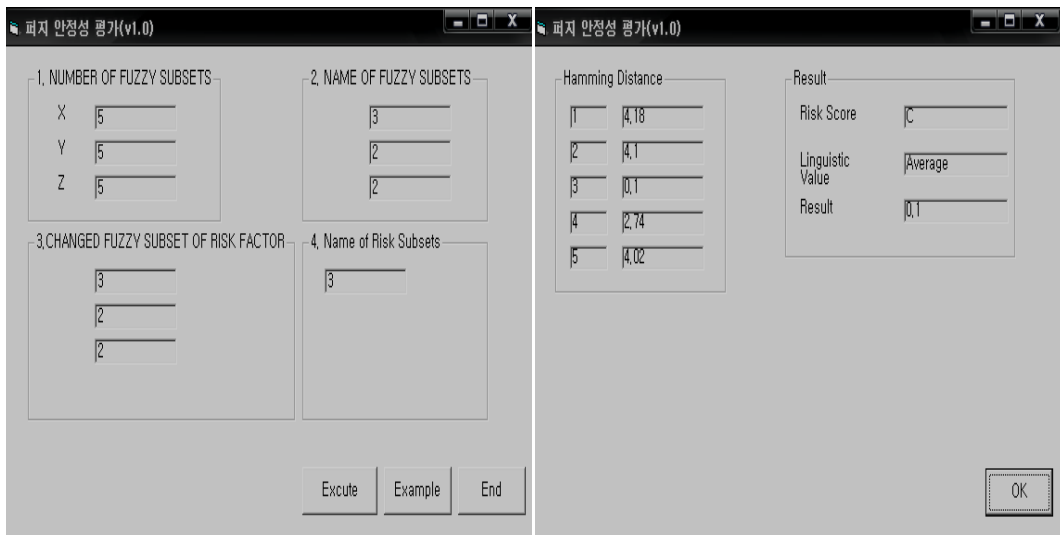 퍼지 안정성 평가(v1.0)
1, NUMBER OF FUZZY SUBSETS
X 5
Y 5
Z 5
2, NAME OF FUZZY SUBSETS
3
2
2
3,CHANGED FUZZY SUBSET OF RISK FACTOR
3
2
2
4, Name of Risk Subsets
3
Excute Example End
퍼지 안정성 평가(v1.0)
Hamming Distance
1 4,18
2 4,1
3 0,1
4 2,74
5 4,02
Result
Risk Score C
Linguistic
Value Average
Result 0,1
OK